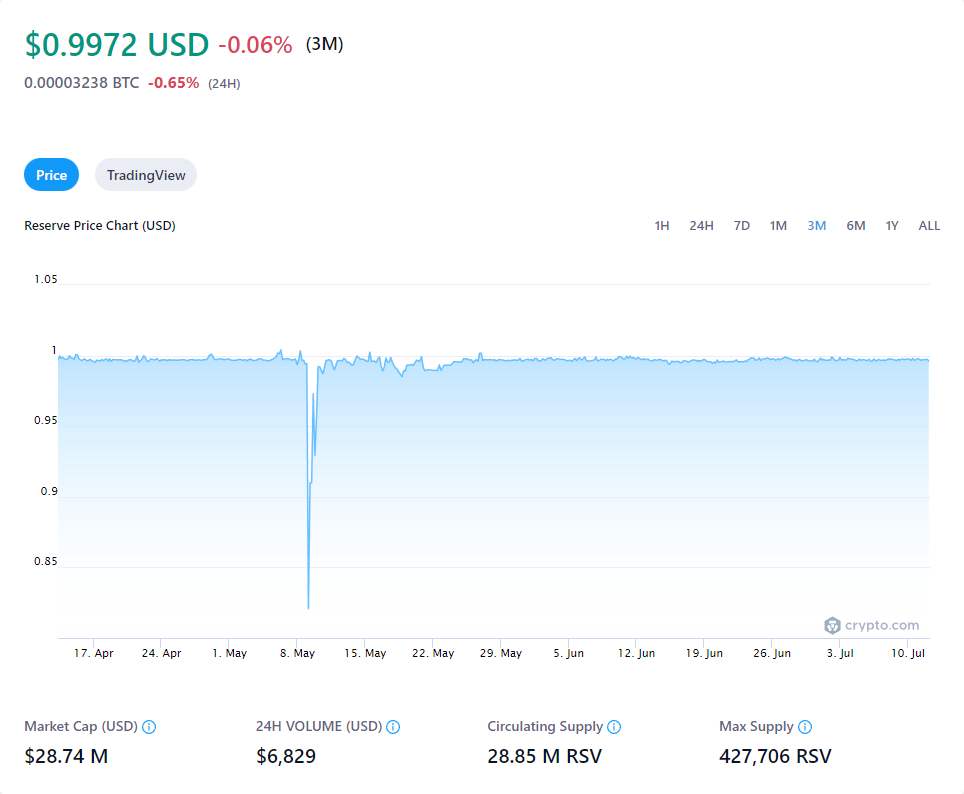 $0.9972 USD -0.06% (3M)
0.00003238 BTC -0.65% (24H)
Price TradingView
Reserve Price Chart (USD) 1H 24H 7D 1M 3M 6M 1Y ALL
1.05
1
0.95
0.9
0.85
crypto.com
17. Apr 24. Apr 1. May 8. May 15. May 22. May 29. May 5. Jun 12. Jun 19. Jun 26. Jun 3. Jul 10. Jul
Market Cap (USD) 24H VOLUME (USD) Circulating Supply Max Supply
$28.74 M $6,829 28.85 M RSV 427,706 RSV